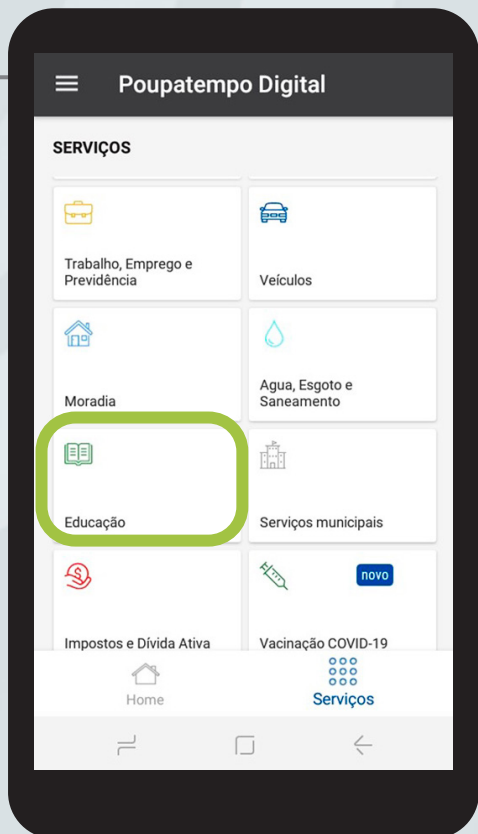 Poupatempo Digital
SERVIÇOS
Trabalho, Emprego e
Previdência
Veículos
Moradia
Agua, Esgoto e
Saneamento
Educação
Serviços municipais
Impostos e Dívida Ativa
novo
Vacinação COVID-19
Home
Serviços